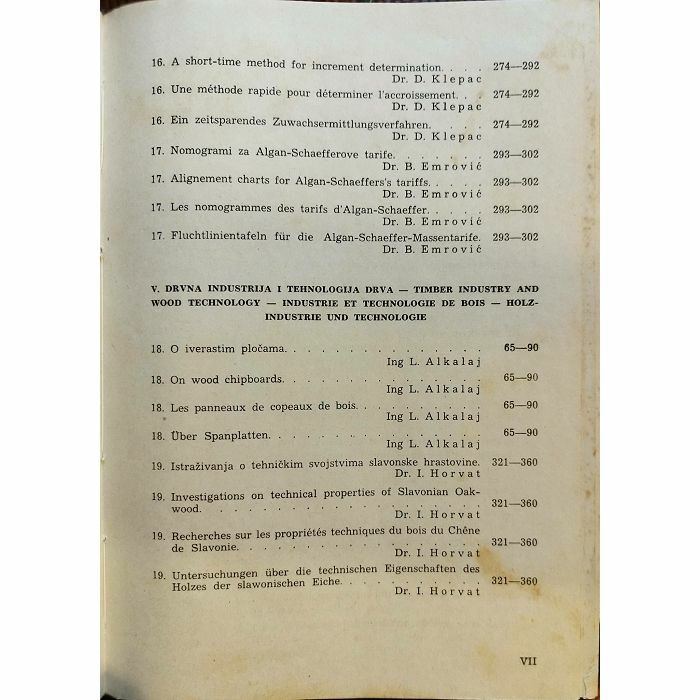 16. A short-time method for increment determination. . . . 274—292
Dr. D. Klepac
16. Une méthode rapide pour déterminer l'accroissement. . . 274—292
Dr. D. Klepac
16. Ein zeitsparendes Zuwachsermittlungsverfahren. . . . . 274—292
Dr. D. Klepac
17. Nomogrami za Algan-Schaefferove tarife. . . . . . . 293—302
Dr. B. Emrović
17. Alignement charts for Algan-Schaeffers's tariffs. . . . . 293—302
Dr. B. Emrović
17. Les nomogrammes des tarifs d'Algan-Schaeffer. . . . . 293—302
Dr. B. Emrović
17. Fluchtlinientafeln für die Algan-Schaeffer-Massentarife. 293—302
Dr. B. Emrović
V. DRVNA INDUSTRIJA I TEHNOLOGIJA DRVA — TIMBER INDUSTRY AND
WOOD TECHNOLOGY — INDUSTRIE ET TECHNOLOGIE DE BOIS — HOLZ-
INDUSTRIE UND TECHNOLOGIE
18. O iverastim pločama. . . . . . . . . . . . . . . 65—90
Ing L. Alkalaj
18. On wood chipboards. . . . . . . . . . . . . . . 65—90
Ing L. Alkalaj
18. Les panneaux de copeaux de bois. . . . . . . . . . 65—90
Ing L. Alkalaj
18. Über Spanplatten. . . . . . . . . . . . . . . . 65—90
Ing L. Alkalaj
19. Istraživanja o tehničkim svojstvima slavonske hrastovine. 321—360
Dr. I. Horvat
19. Investigations on technical properties of Slavonian Oak-
wood. . . . . . . . . . . . . . . . . . . . . 321—360
Dr. I. Horvat
19. Recherches sur les propriétés techniques du bois du Chêne
de Slavonie. . . . . . . . . . . . . . . . . . 321—360
Dr. I. Horvat
19. Untersuchungen über die technischen Eigenschaften des
Holzes der slawonischen Eiche. . . . . . . . . . . 321—360
Dr. I. Horvat
VII